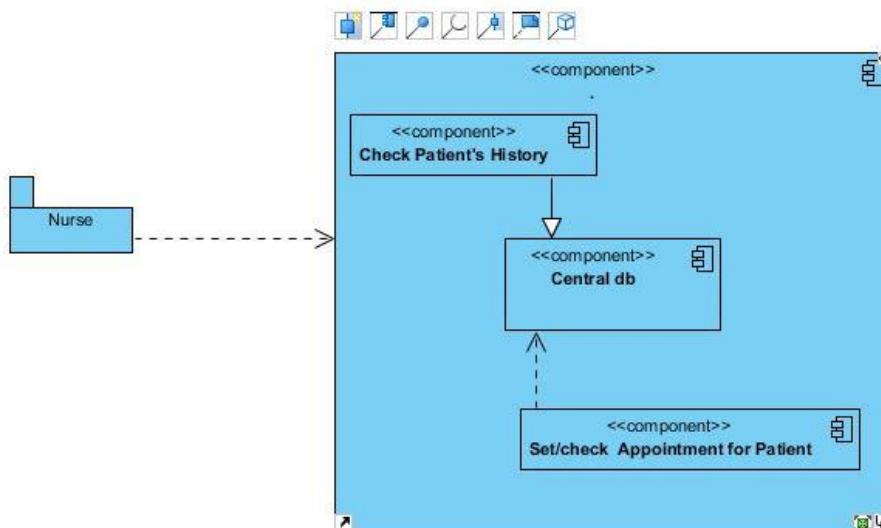 <<component>>
.
<<component>>
Check Patient's History
Nurse
<<component>>
Central db
<<component>>
Set/check Appointment for Patient